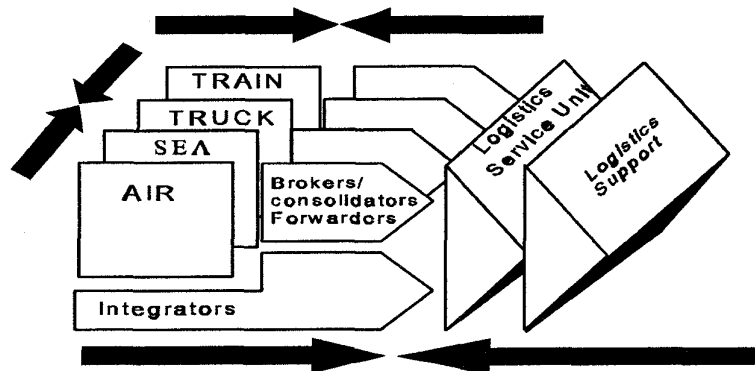 TRAIN
TRUCK
SEA
AIR
Brokers/
consolidators
Forwarders
Integrators
Logistics
Service Unit
Logistics
Support